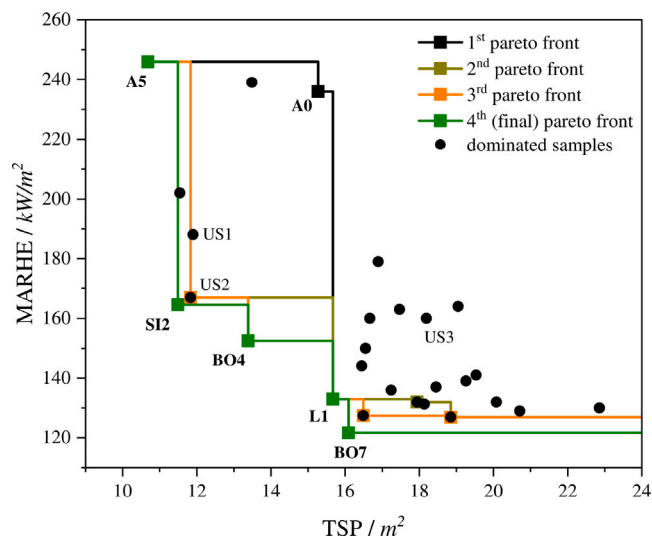 260
240
220
200
180
160
140
120
MARHE / kW/m²
10
12
14
16
18
20
22
24
TSP / m²
1st pareto front
2nd pareto front
3rd pareto front
4th (final) pareto front
dominated samples
A5
A0
US1
US2
US3
SI2
BO4
L1
BO7